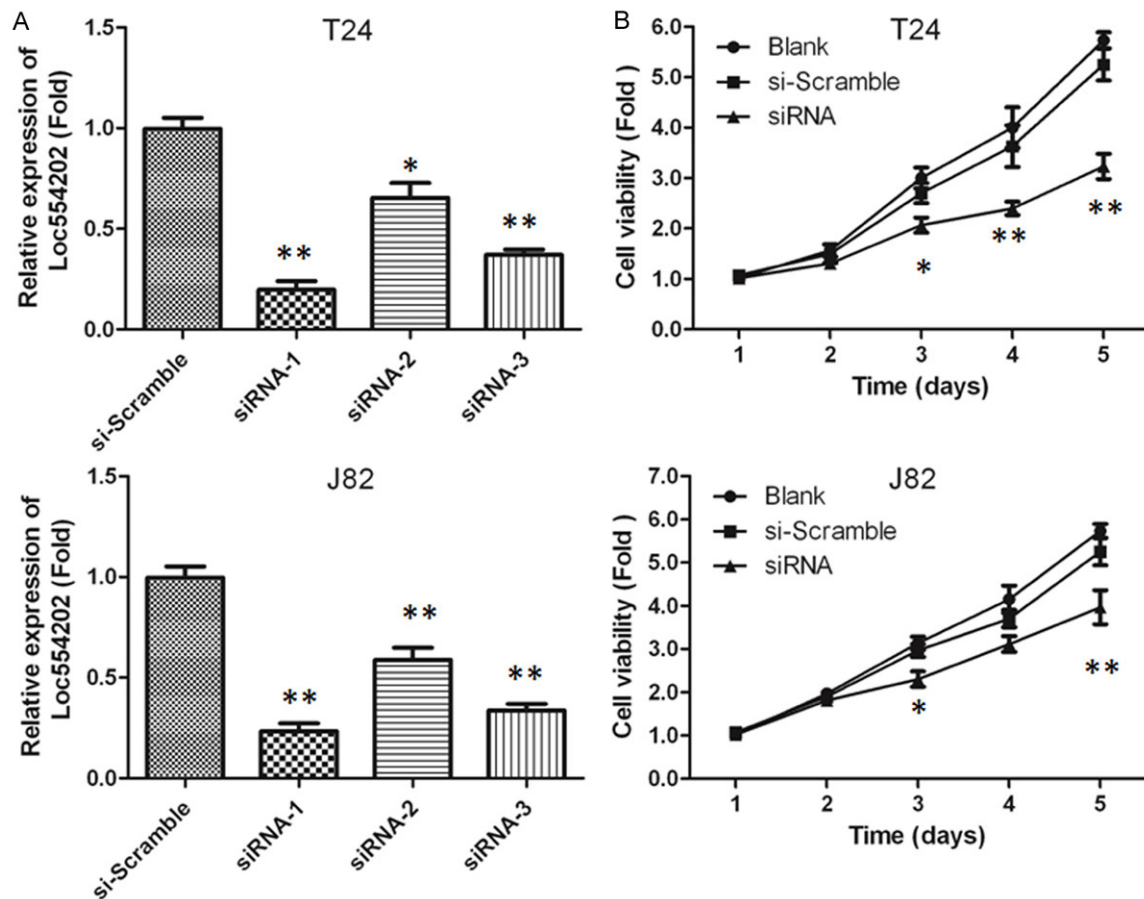 A
T24
Relative expression of
Loc554202 (Fold)
1.5
1.0
0.5
0.0
**
*
**
si-Scramble
siRNA-1
siRNA-2
siRNA-3
B
T24
Blank
si-Scramble
siRNA
Cell viability (Fold )
6.0
5.0
4.0
3.0
2.0
1.0
0.0
*
**
**
1 2 3 4 5
Time (days)
J82
Relative expression of
Loc554202 (Fold)
1.5
1.0
0.5
0.0
**
**
**
si-Scramble
siRNA-1
siRNA-2
siRNA-3
J82
Blank
si-Scramble
siRNA
Cell viability (Fold )
7.0
6.0
5.0
4.0
3.0
2.0
1.0
0.0
*
**
1 2 3 4 5
Time (days)